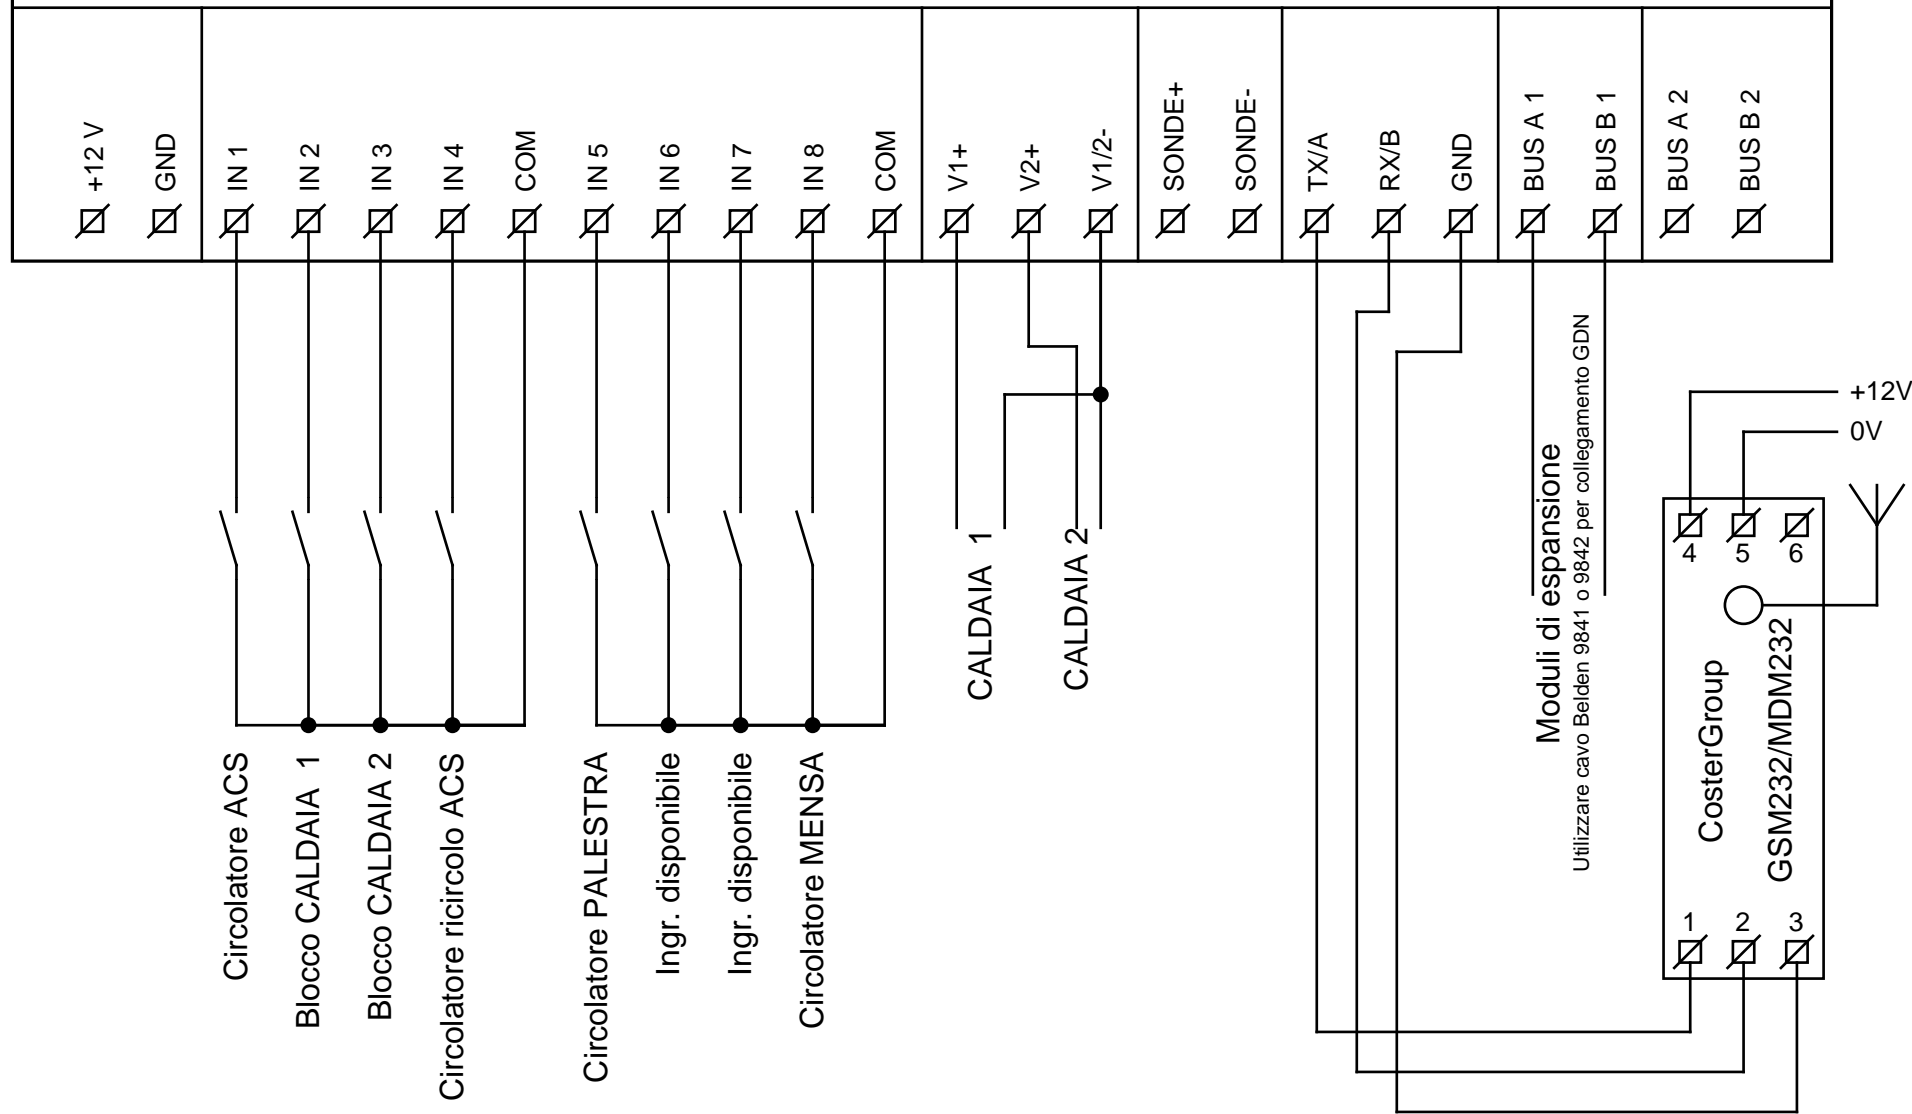 +12 V
GND
IN 1
IN 2
IN 3
IN 4
COM
IN 5
IN 6
IN 7
IN 8
COM
V1+
V2+
V1/2-
SONDE+
SONDE-
TX/A
RX/B
GND
BUS A 1
BUS B 1
BUS A 2
BUS B 2
Circolatore ACS
Blocco CALDAIA 1
Blocco CALDAIA 2
Circolatore ricircolo ACS
Circolatore PALESTRA
Ingr. disponibile
Ingr. disponibile
Circolatore MENSA
CALDAIA 1
CALDAIA 2
Moduli di espansione
Utilizzare cavo Belden 9841 o 9842 per collegamento GDN
+12V
0V
4
5
6
CosterGroup
GSM232/MDM232
1
2
3